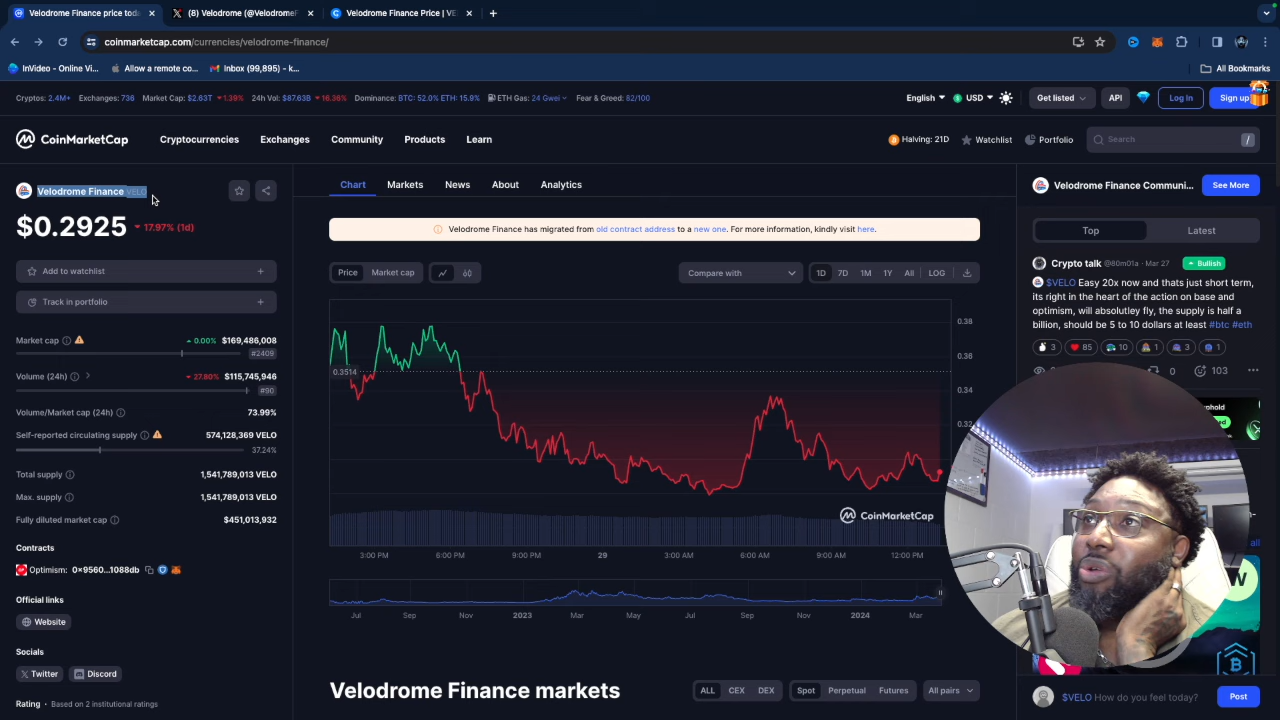 Velodrome Finance price toda
(8) Velodrome (@VelodromeF
Velodrome Finance Price | VEL
coinmarketcap.com/currencies/velodrome-finance/
InVideo - Online Vi...
Allow a remote co...
Inbox (99,895) - k...
All Bookmarks
Cryptos: 2.4M+ Exchanges: 736 Market Cap: $2.63T 1.39% 24h Vol: $87.63B 16.36% Dominance: BTC: 52.0% ETH: 15.9% ETH Gas: 24 Gwei Fear & Greed: 82/100
English USD Get listed API Log In Sign up
CoinMarketCap Cryptocurrencies Exchanges Community Products Learn
Halving: 21D Watchlist Portfolio Search /
Velodrome Finance VELO
$0.2925 17.97% (1d)
Add to watchlist +
Track in portfolio +
Market cap 0.00% $169,486,008
#2409
Volume (24h) 27.80% $115,745,946
#90
Volume/Market cap (24h) 73.99%
Self-reported circulating supply 574,128,369 VELO
37.24%
Total supply 1,541,789,013 VELO
Max. supply 1,541,789,013 VELO
Fully diluted market cap $451,013,932
Contracts
Optimism: 0x9560...1088db
Official links
Website
Socials
Twitter Discord
Rating · Based on 2 institutional ratings
Chart Markets News About Analytics
Velodrome Finance has migrated from old contract address to a new one. For more information, kindly visit here.
Price Market cap
Compare with 1D 7D 1M 1Y All LOG
0.38
0.36
0.3514
0.34
0.32
CoinMarketCap
3:00 PM 6:00 PM 9:00 PM 29 3:00 AM 6:00 AM 9:00 AM 12:00 PM
Jul Sep Nov 2023 Mar May Jul Sep Nov 2024 Mar
Velodrome Finance markets
ALL CEX DEX Spot Perpetual Futures All pairs
Velodrome Finance Communi... See More
Top Latest
Crypto talk @80m01a · Mar 27 Bullish
$VELO Easy 20x now and thats just short term,
its right in the heart of the action on base and
optimism, will absolutley fly, the supply is half a
billion, should be 5 to 10 dollars at least #btc #eth
3 85 10 1 3 1
0 103
$VELO How do you feel today? Post